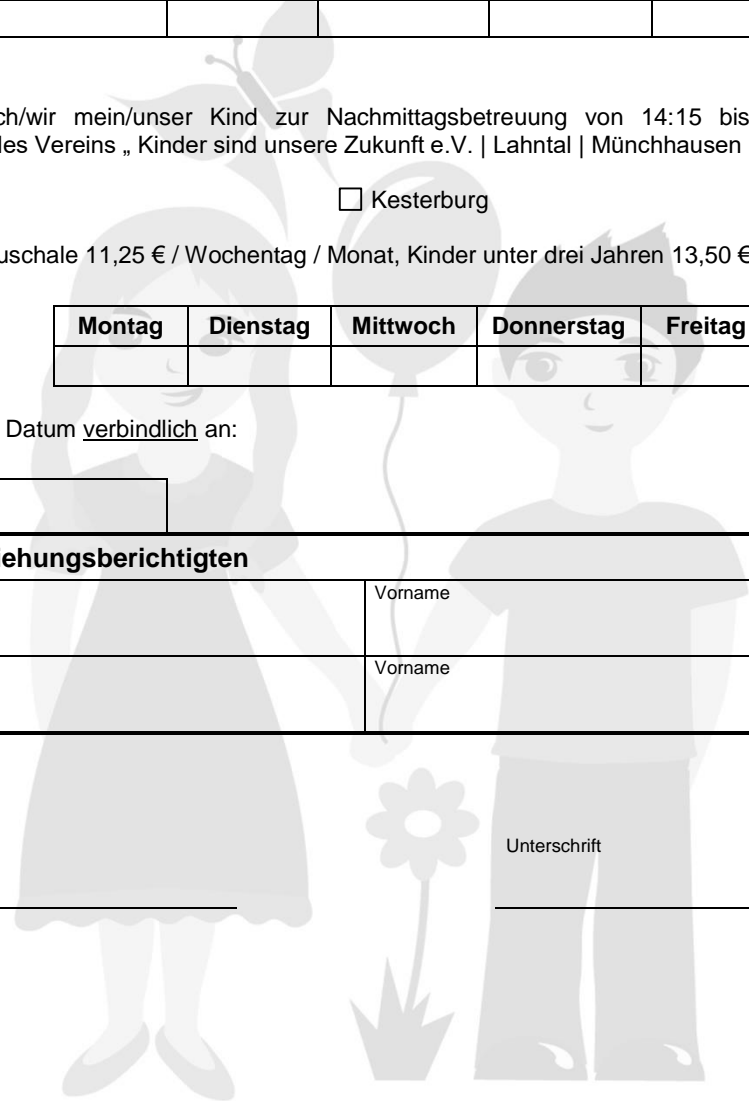 ch/wir mein/unser Kind zur Nachmittagsbetreuung von 14:15 bis
des Vereins „ Kinder sind unsere Zukunft e.V. | Lahntal | Münchhausen
Kesterburg
uschale 11,25 € / Wochentag / Monat, Kinder unter drei Jahren 13,50 €
Montag Dienstag Mittwoch Donnerstag Freitag
Datum verbindlich an:
iehungsberichtigten
Vorname
Vorname
Unterschrift